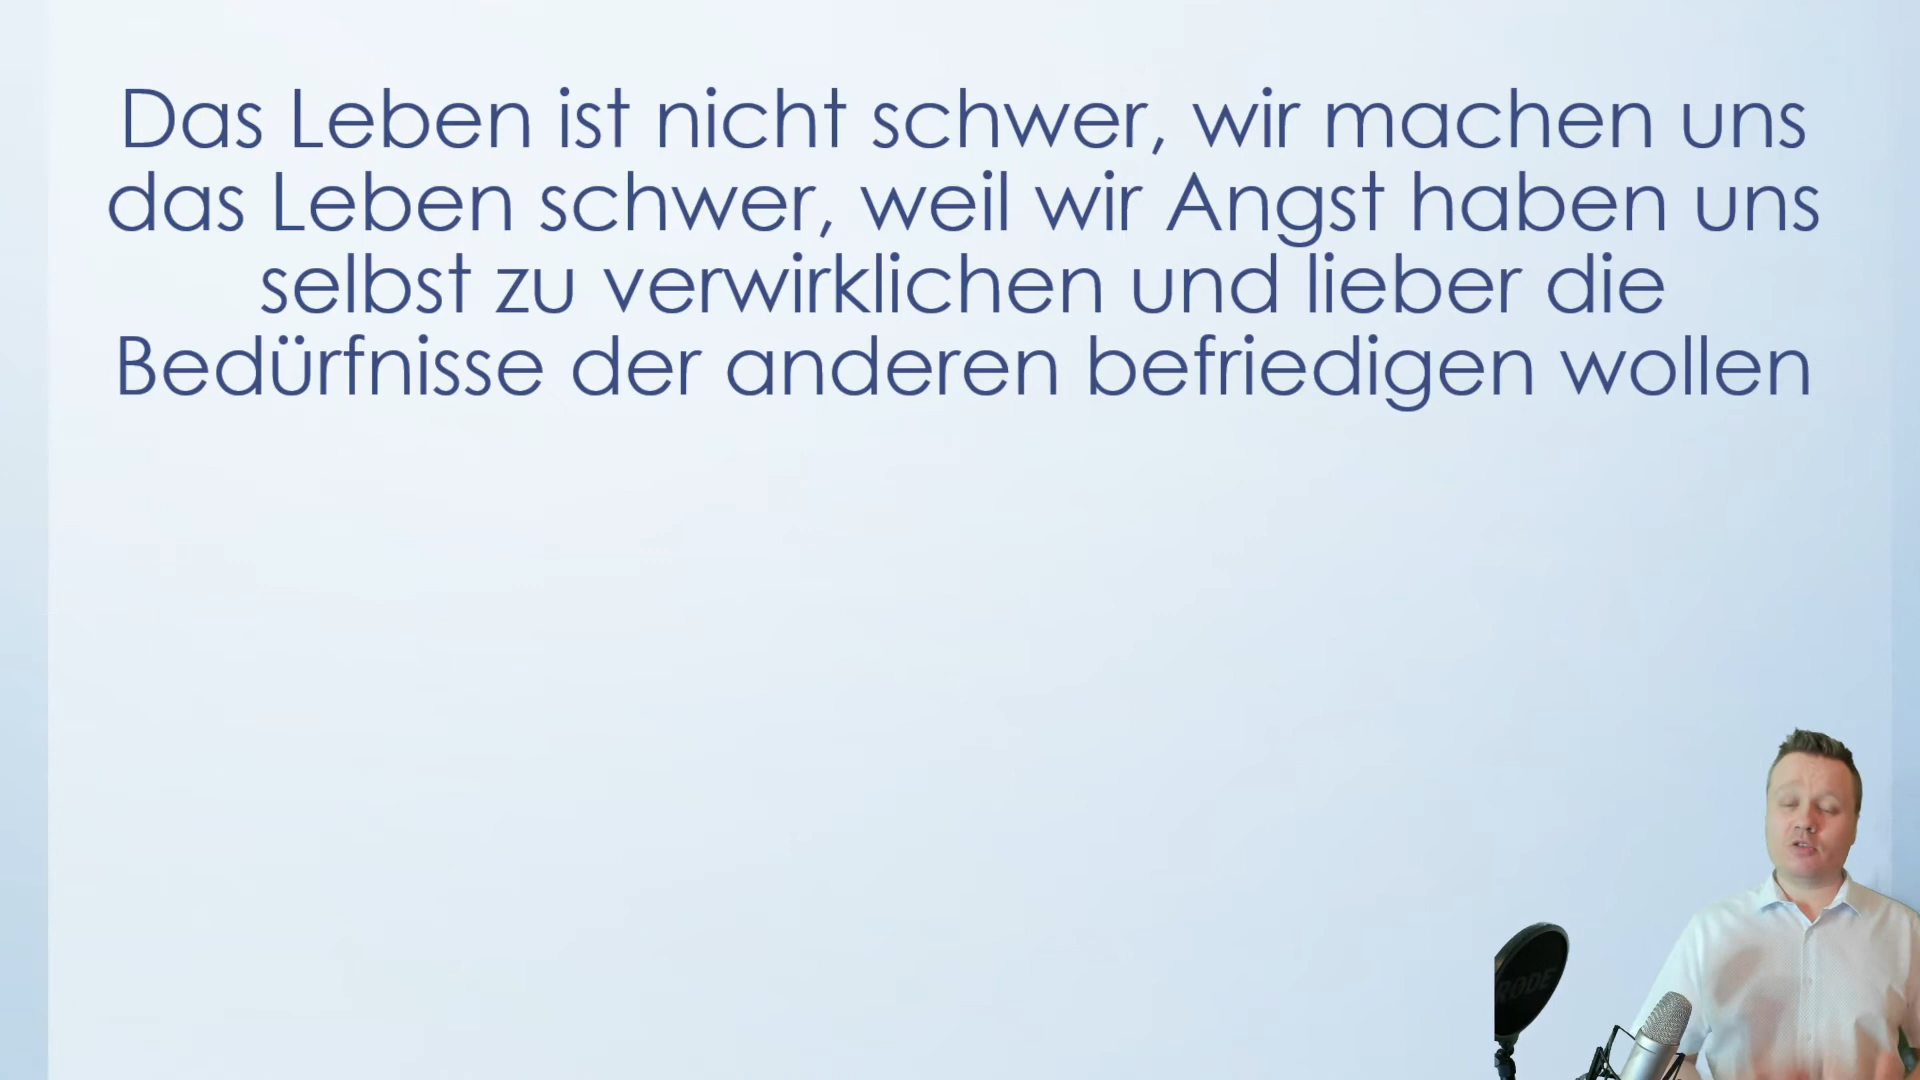 Das Leben ist nicht schwer, wir machen uns
das Leben schwer, weil wir Angst haben uns
selbst zu verwirklichen und lieber die
Bedürfnisse der anderen befriedigen wollen
RODE